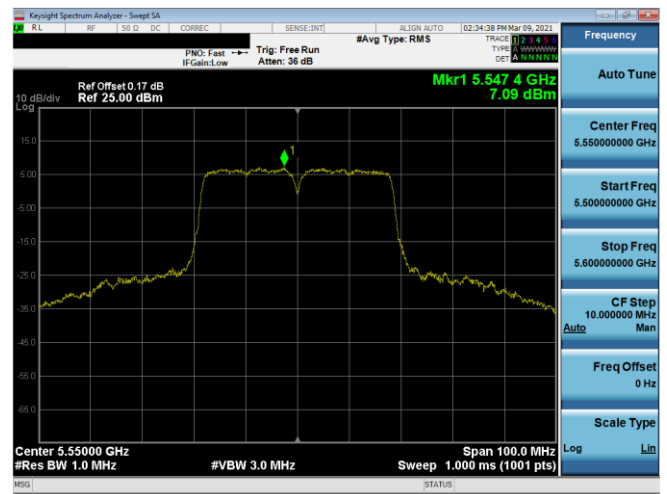 Keysight Spectrum Analyzer - Swept SA
RL RF 50 Ω DC CORREC SENSE:INT ALIGN AUTO 02:34:38 PM Mar 09, 2021
#Avg Type: RMS TRACE 1 2 3 4 5 6
PNO: Fast Trig: Free Run TYPE A WWWWW
IFGain:Low Atten: 36 dB DET A N N N N N
Mkr1 5.547 4 GHz
7.09 dBm
Ref Offset 0.17 dB
10 dB/div Ref 25.00 dBm
Log
15.0
5.00
-5.00
-15.0
-25.0
-35.0
-45.0
-55.0
-65.0
1
Center 5.55000 GHz Span 100.0 MHz
#Res BW 1.0 MHz #VBW 3.0 MHz Sweep 1.000 ms (1001 pts)
MSG STATUS
Frequency
Auto Tune
Center Freq
5.550000000 GHz
Start Freq
5.500000000 GHz
Stop Freq
5.600000000 GHz
CF Step
10.000000 MHz
Auto Man
Freq Offset
0 Hz
Scale Type
Log Lin